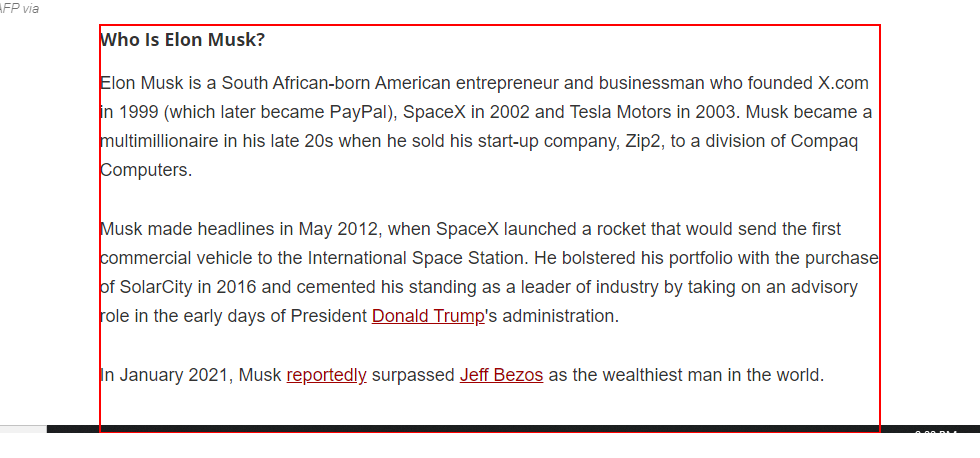 AFP via
Who Is Elon Musk?
Elon Musk is a South African-born American entrepreneur and businessman who founded X.com
in 1999 (which later became PayPal), SpaceX in 2002 and Tesla Motors in 2003. Musk became a
multimillionaire in his late 20s when he sold his start-up company, Zip2, to a division of Compaq
Computers.
Musk made headlines in May 2012, when SpaceX launched a rocket that would send the first
commercial vehicle to the International Space Station. He bolstered his portfolio with the purchase
of SolarCity in 2016 and cemented his standing as a leader of industry by taking on an advisory
role in the early days of President Donald Trump's administration.
In January 2021, Musk reportedly surpassed Jeff Bezos as the wealthiest man in the world.